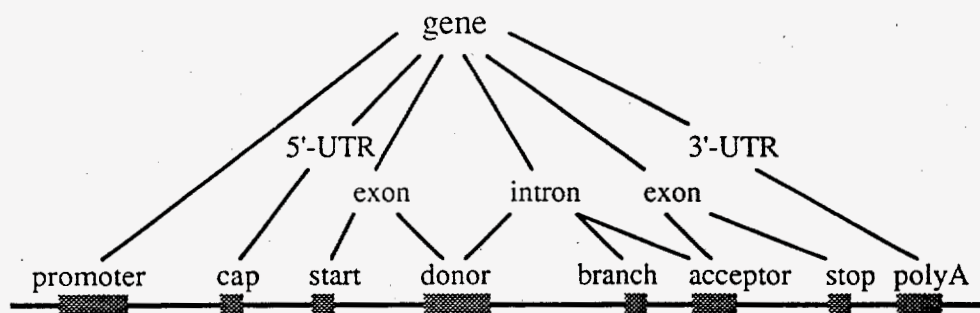 gene
5'-UTR 3'-UTR
exon intron exon
promoter cap start donor branch acceptor stop polyA